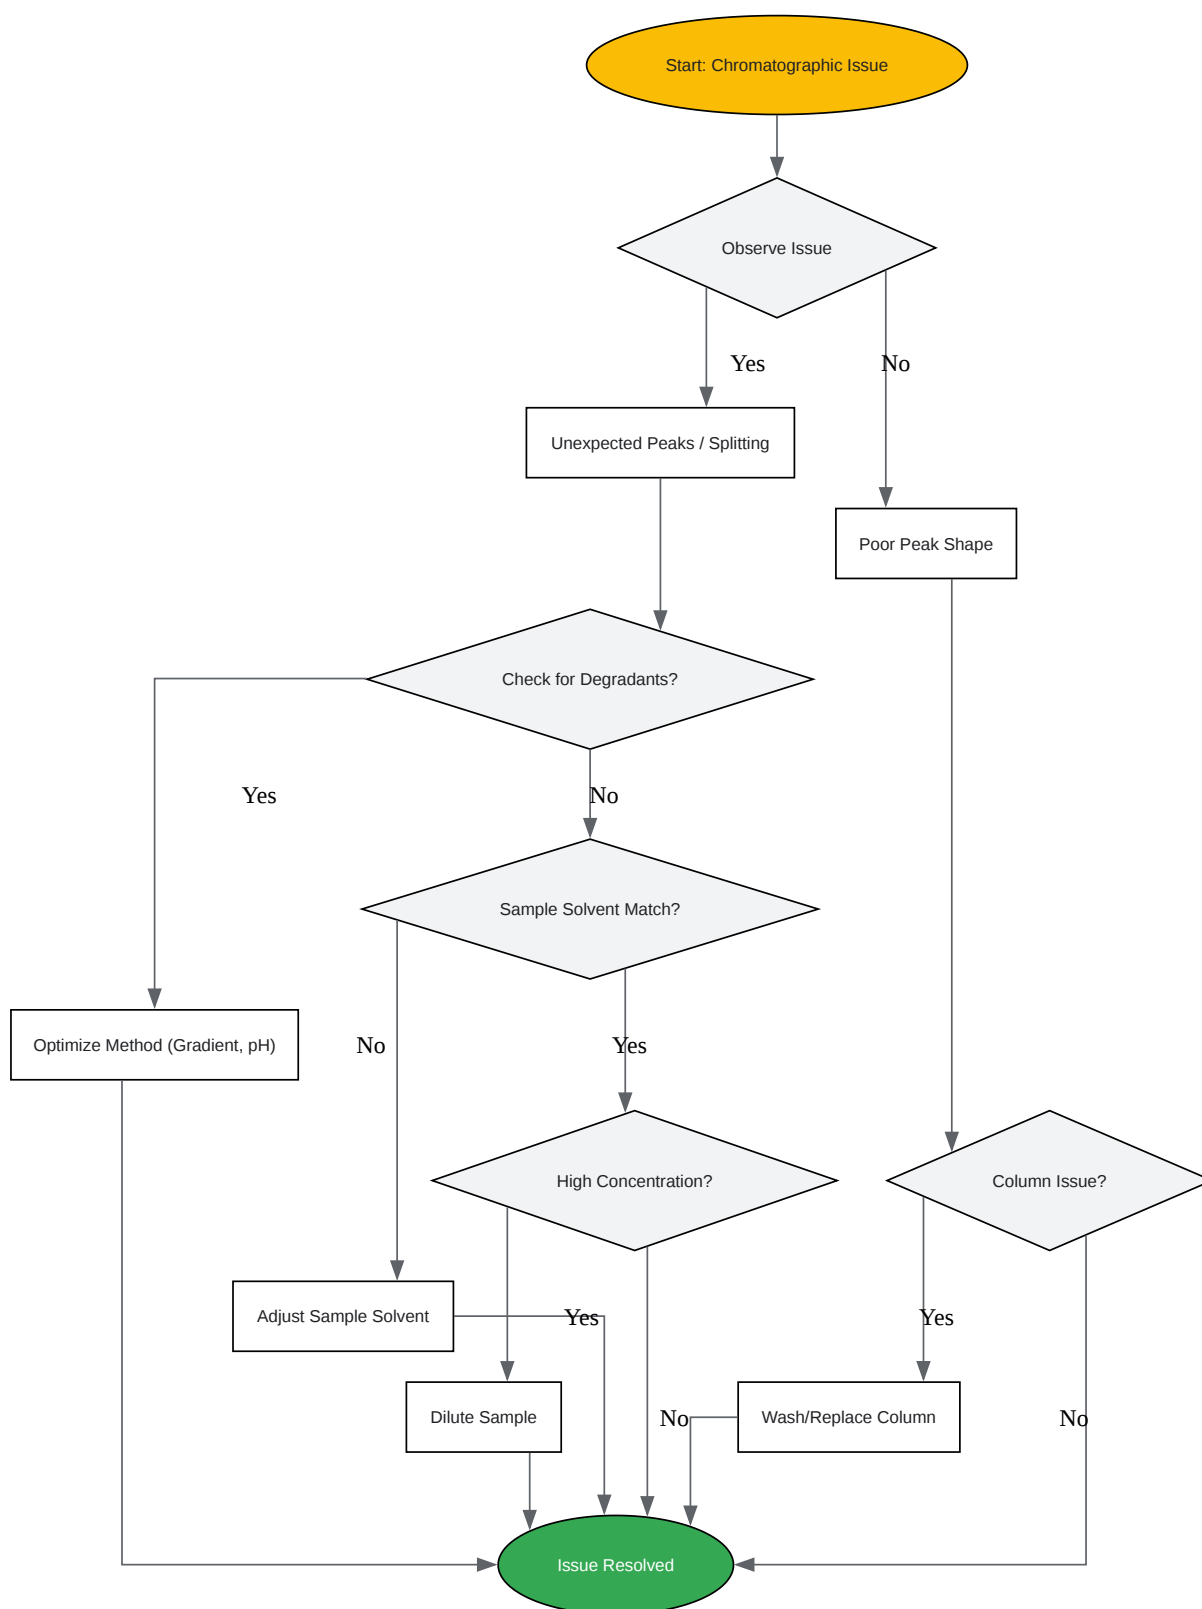 Start: Chromatographic Issue
Observe Issue
Yes
No
Unexpected Peaks / Splitting
Poor Peak Shape
Check for Degradants?
Yes
No
Sample Solvent Match?
Optimize Method (Gradient, pH)
No
Yes
High Concentration?
Column Issue?
Adjust Sample Solvent
Yes
Yes
Dilute Sample
No
Wash/Replace Column
No
Issue Resolved